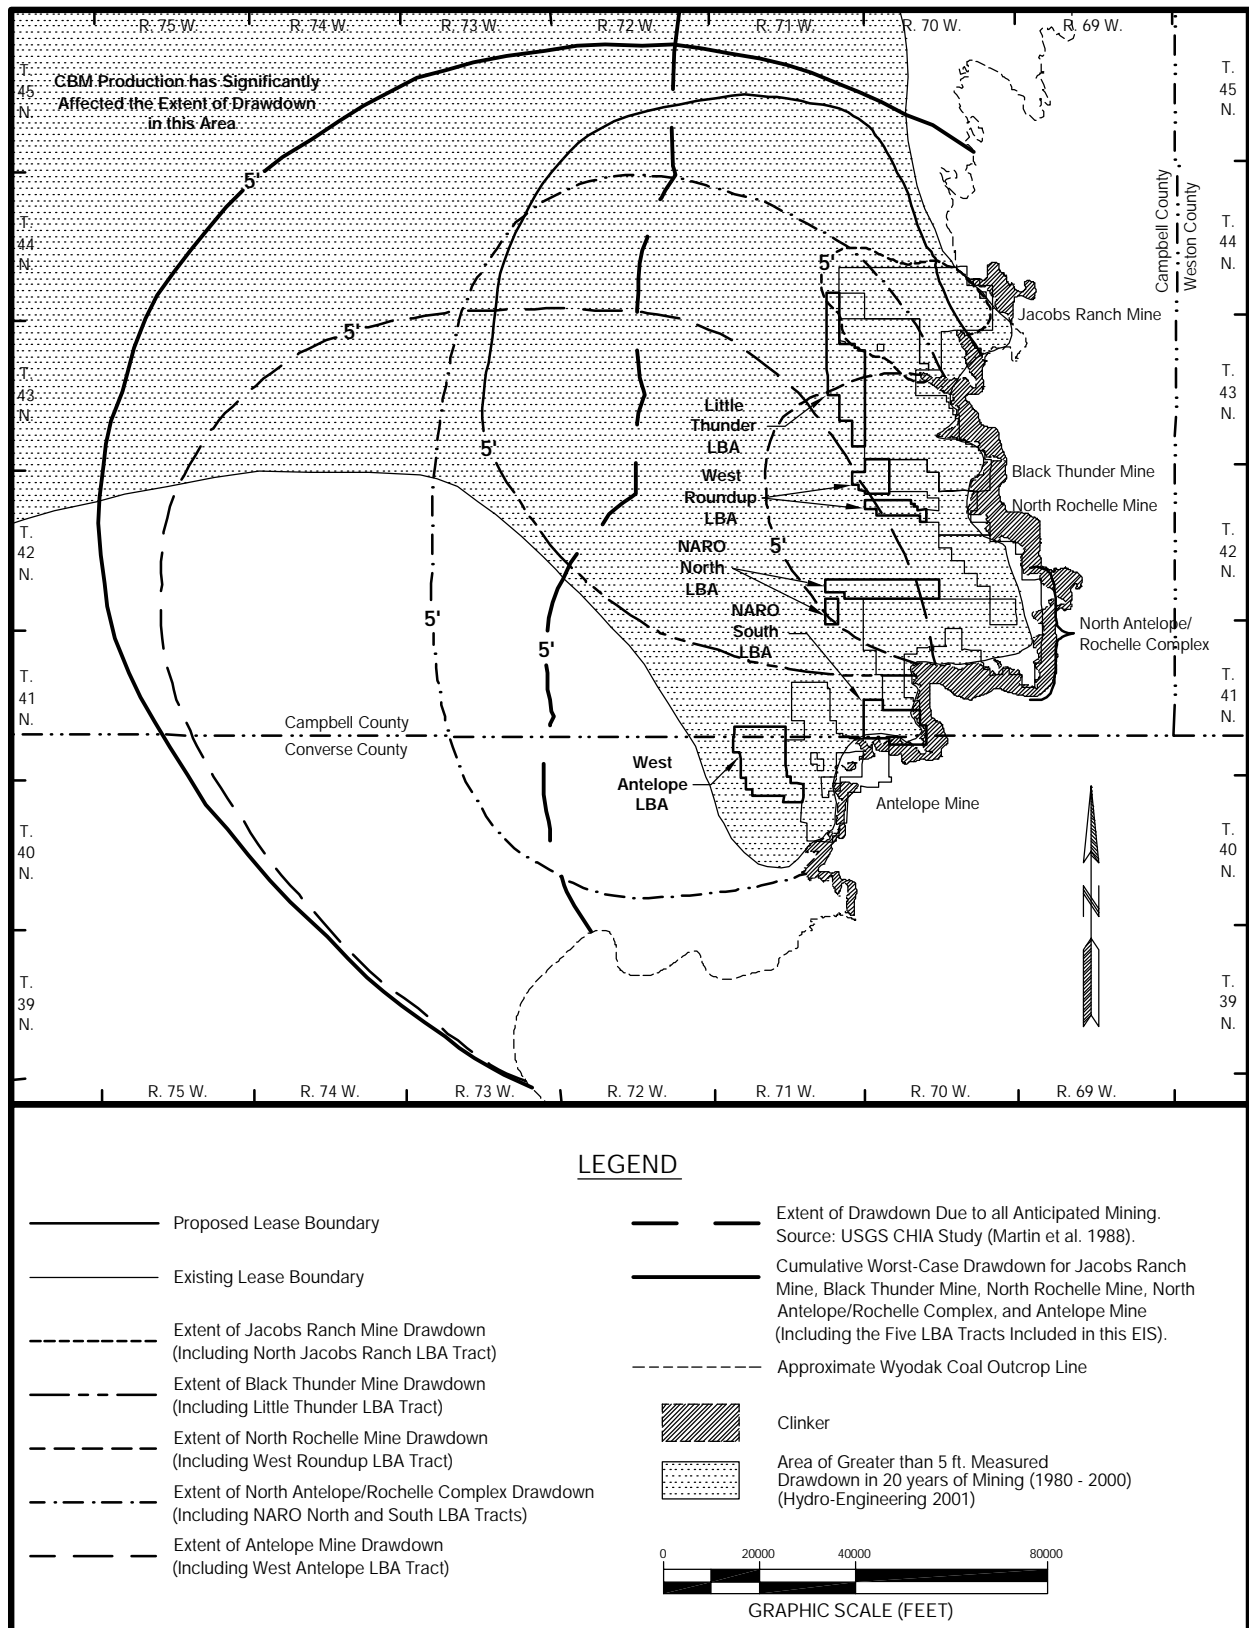 R. 75 W.
R. 74 W.
R. 73 W.
R. 72 W.
R. 71 W.
R. 70 W.
R. 69 W.
T.
45
N.
CBM Production has Significantly
Affected the Extent of Drawdown
in this Area
T.
45
N.
5'
T.
44
N.
Campbell County
Weston County
T.
44
N.
5'
Jacobs Ranch Mine
5'
T.
43
N.
Little
Thunder
LBA
T.
43
N.
5'
West
Roundup
LBA
Black Thunder Mine
North Rochelle Mine
T.
42
N.
5'
NARO
North
LBA
T.
42
N.
5'
NARO
South
LBA
North Antelope/
Rochelle Complex
5'
T.
41
N.
Campbell County
Converse County
T.
41
N.
West
Antelope
LBA
Antelope Mine
T.
40
N.
T.
40
N.
N
T.
39
N.
T.
39
N.
R. 75 W.
R. 74 W.
R. 73 W.
R. 72 W.
R. 71 W.
R. 70 W.
R. 69 W.
LEGEND
Proposed Lease Boundary
Existing Lease Boundary
Extent of Jacobs Ranch Mine Drawdown
(Including North Jacobs Ranch LBA Tract)
Extent of Black Thunder Mine Drawdown
(Including Little Thunder LBA Tract)
Extent of North Rochelle Mine Drawdown
(Including West Roundup LBA Tract)
Extent of North Antelope/Rochelle Complex Drawdown
(Including NARO North and South LBA Tracts)
Extent of Antelope Mine Drawdown
(Including West Antelope LBA Tract)
Extent of Drawdown Due to all Anticipated Mining.
Source: USGS CHIA Study (Martin et al. 1988).
Cumulative Worst-Case Drawdown for Jacobs Ranch
Mine, Black Thunder Mine, North Rochelle Mine, North
Antelope/Rochelle Complex, and Antelope Mine
(Including the Five LBA Tracts Included in this EIS).
Approximate Wyodak Coal Outcrop Line
Clinker
Area of Greater than 5 ft. Measured
Drawdown in 20 years of Mining (1980 - 2000)
(Hydro-Engineering 2001)
0 20000 40000 80000
GRAPHIC SCALE (FEET)